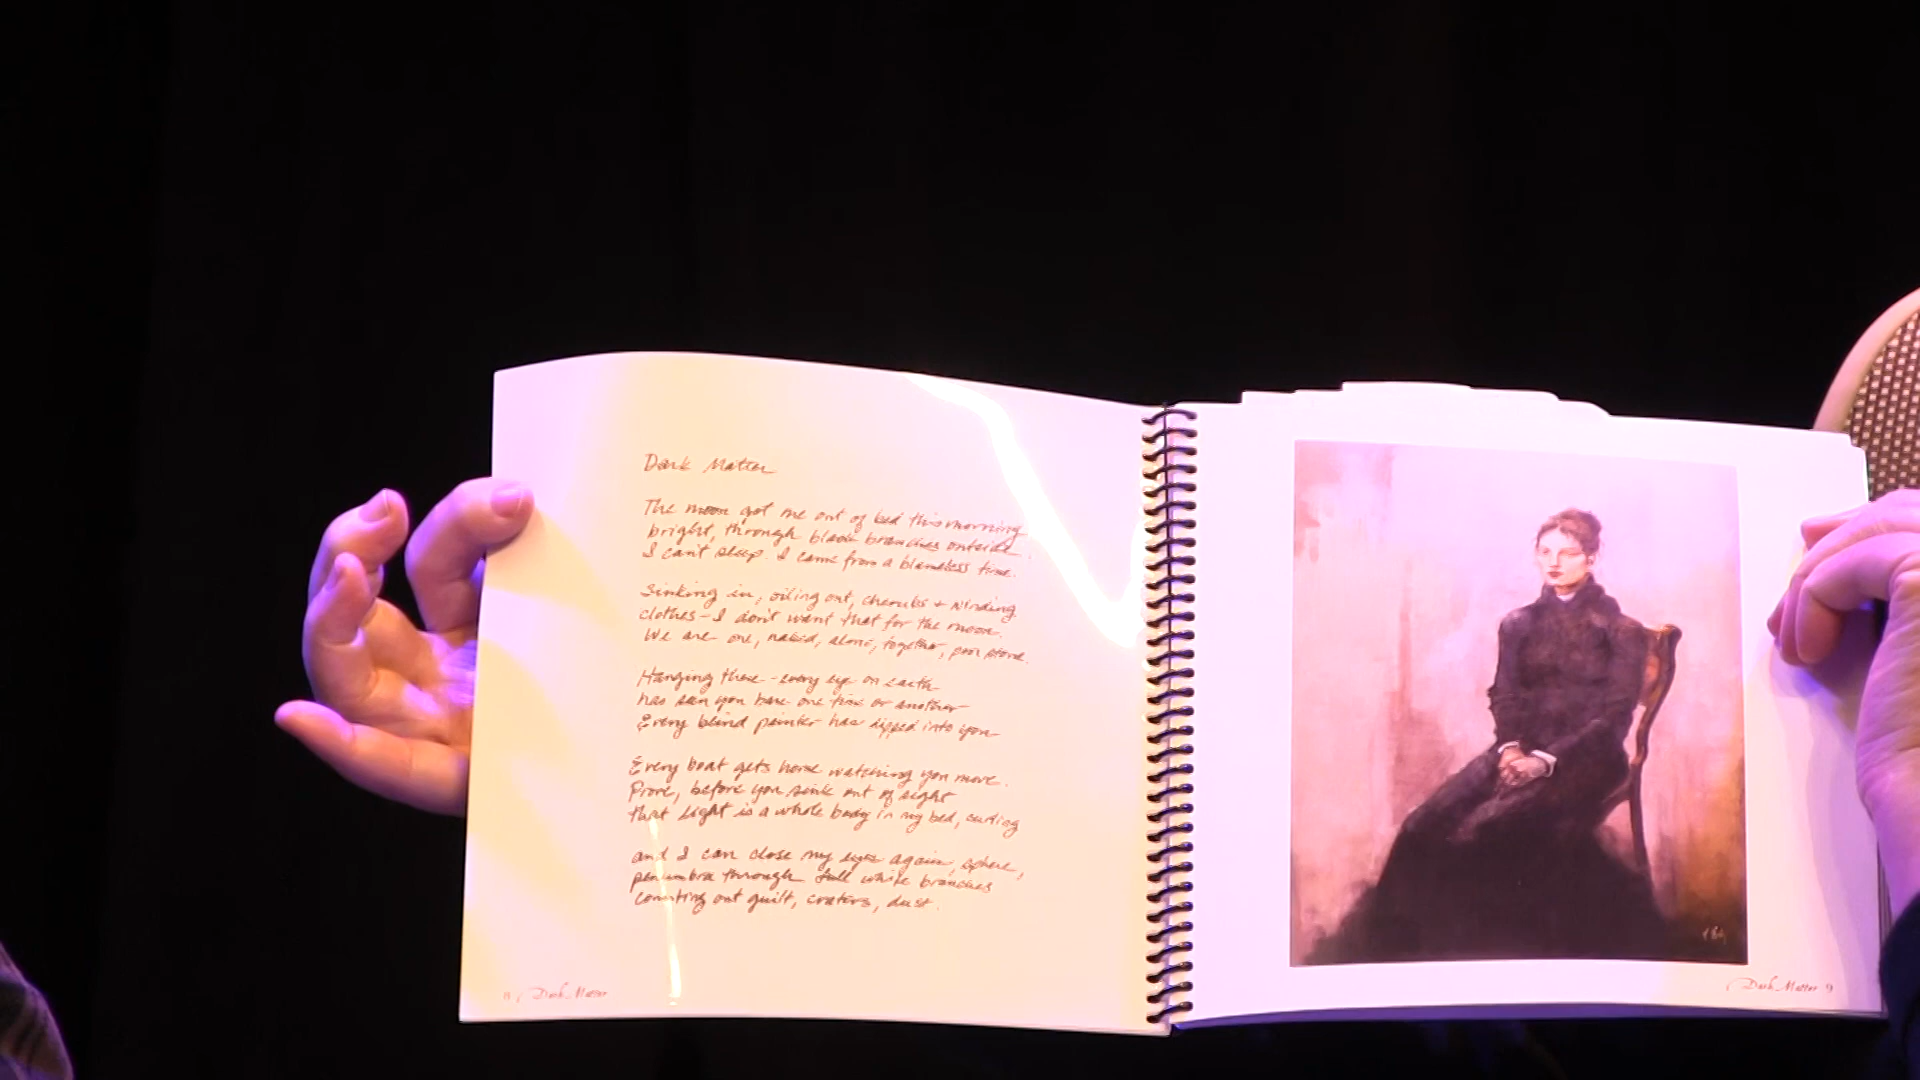 Dark Matter
The moon got me out of bed this morning
bright, through black branches outside.
I can't sleep. I came from a blameless time.
Sinking in, oiling out, cherubs + winding
clothes - I don't want that for the moon.
We are one, naked, alone, together, poor stone.
Hanging there - every eye on earth
has seen you bare one time or another
Every blind painter has dipped into you
Every boat gets horse watching you move.
Prove, before you sink out of sight
that light is a whole body in my bed, curling
and I can close my eyes again, sphere,
penumbra through full white branches
counting out guilt, craters, dust.
8 Dark Matter
Dark Matter 9